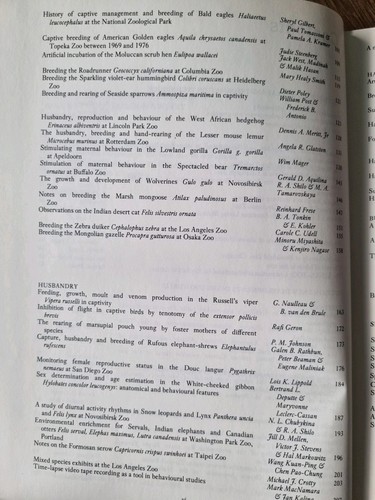 History of captive management and breeding of Bald eagles Haliaetus
leucocephalus at the National Zoological Park
Sheryl Gilbert,
Paul Tomassoni &
Pamela A. Kramer
Captive breeding of American Golden eagles Aquila chrysaetos canadensis at
Topeka Zoo between 1969 and 1976
Artificial incubation of the Moluccan scrub hen Eulipoa wallacei
Judie Steenberg
Jack West, Madinah
& Malik Hasan
Breeding the Roadrunner Geococcyx californiana at Columbia Zoo
Mary Healy Smith
Breeding the Sparkling violet-ear hummingbird Colibri coruscans at Heidelberg
Zoo
Dieter Poley
Breeding and rearing of Seaside sparrows Ammospiza maritima in captivity
William Post &
Frederick B.
Antonio
Husbandry, reproduction and behaviour of the West African hedgehog
Erinaceus albiventris at Lincoln Park Zoo
Dennis A. Meritt, Jr
The husbandry, breeding and hand-rearing of the Lesser mouse lemur
Microcebus murinus at Rotterdam Zoo
Angela R. Glatston
Stimulating maternal behaviour in the Lowland gorilla Gorilla g. gorilla
at Apeldoorn
Wim Mager
Stimulation of maternal behaviour in the Spectacled bear Tremarctos
ornatus at Buffalo Zoo
Gerald D. Aquilina
The growth and development of Wolverines Gulo gulo at Novosibirsk
Zoo
R. A. Shilo & M. A.
Tamarovskaya
Notes on breeding the Marsh mongoose Atilax paludinosus at Berlin
Zoo
Reinhard Frese
Observations on the Indian desert cat Felis silvestris ornata
B. A. Tonkin
& E. Kohler
Breeding the Zebra duiker Cephalophus zebra at the Los Angeles Zoo
Carole C. Udell
Breeding the Mongolian gazelle Procapra gutturosa at Osaka Zoo
Minoru Miyashita
& Kenjiro Nagase
HUSBANDRY
Feeding, growth, moult and venom production in the Russell's viper
Vipera russelli in captivity
G. Naulleau &
B. van den Brule 163
Inhibition of flight in captive birds by tenotomy of the extensor pollicis
brevis
Rafi Geron
The rearing of marsupial pouch young by foster mothers of different
species
P. M. Johnson
Capture, husbandry and breeding of Rufous elephant-shrews Elephantulus
rufescens
Galen B. Rathbun,
Peter Beaman &
Eugene Maliniak 176
Monitoring female reproductive status in the Douc langur Pygathrix
nemaeus at San Diego Zoo
Lois K. Lippold 184
Sex determination and age estimation in the White-cheeked gibbon
Hylobates concolor leucogenys: anatomical and behavioural features
Bertrand L.
Deputte &
Maryvonne
Leclerc-Cassan
A study of diurnal activity rhythms in Snow leopards and Lynx Panthera uncia
and Felis lynx at Novosibirsk Zoo
N. L. Chukykina
& R. A. Shilo 193
Environmental enrichment for Servals, Indian elephants and Canadian
otters Felis serval, Elephas maximus, Lutra canadensis at Washington Park Zoo,
Portland
Jill D. Mellen,
Victor J. Stevens
& Hal Markowitz 196
Notes on the Formosan serow Capricornis crispus swinhoei at Taipei Zoo
Wang Kuan-Ping &
Chen Pao-Chung 201
Mixed species exhibits at the Los Angeles Zoo
Michael J. Crotty 203
Time-lapse video tape recording as a tool in behavioural studies
Mark MacNamara